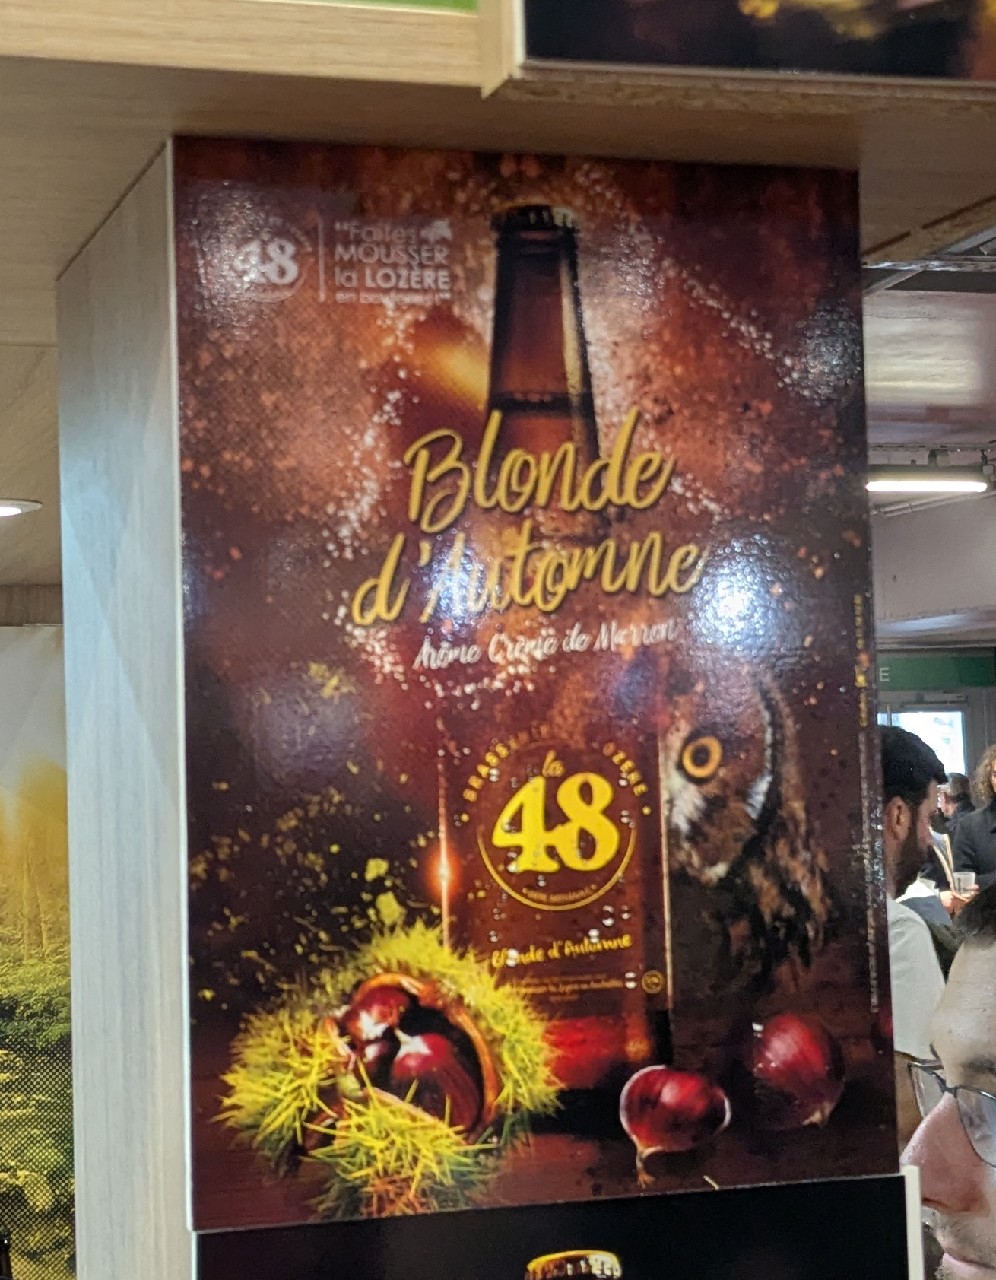 48
"Faites
MOUSSER
la LOZÈRE
Blonde
d'Automne
Arôme Crème de Marron
BRASSERIE LOZÈRE
la
48
Blonde d'Automne
E